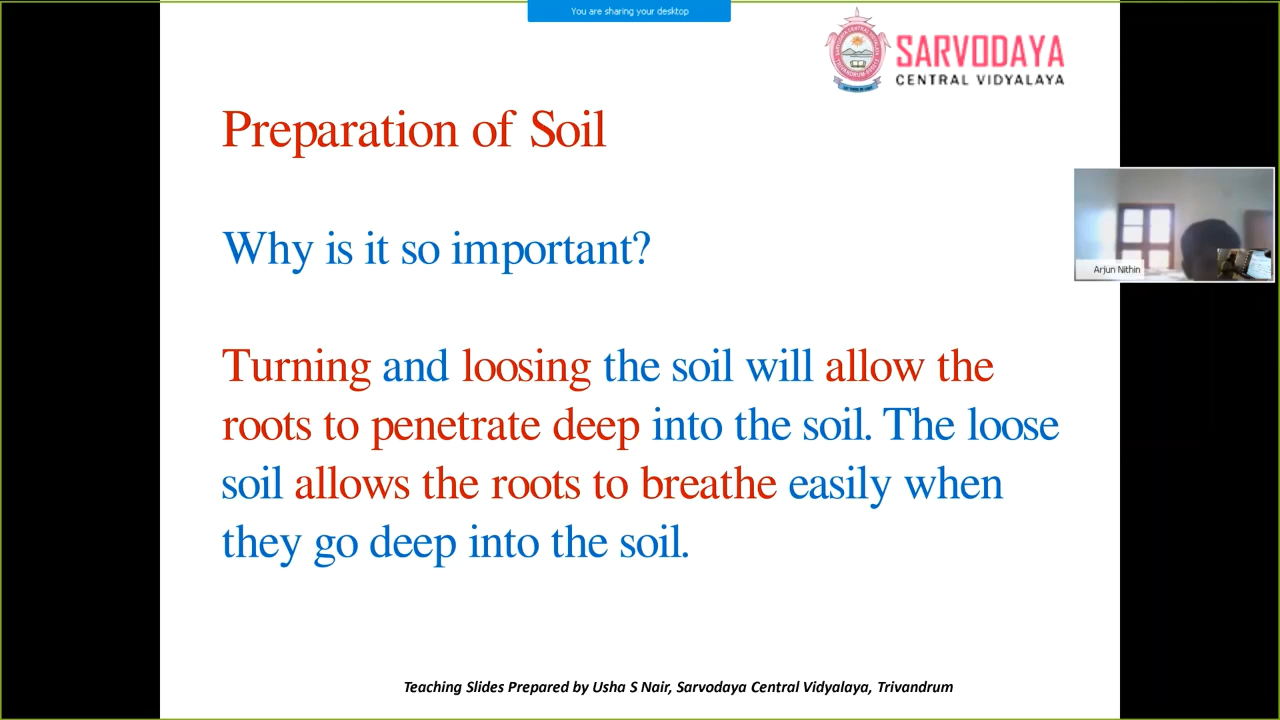 You are sharing your desktop
SARVODAYA
CENTRAL VIDYALAYA
Preparation of Soil
Why is it so important?
Arjun Nithin
Turning and loosing the soil will allow the
roots to penetrate deep into the soil. The loose
soil allows the roots to breathe easily when
they go deep into the soil.
Teaching Slides Prepared by Usha S Nair, Sarvodaya Central Vidyalaya, Trivandrum